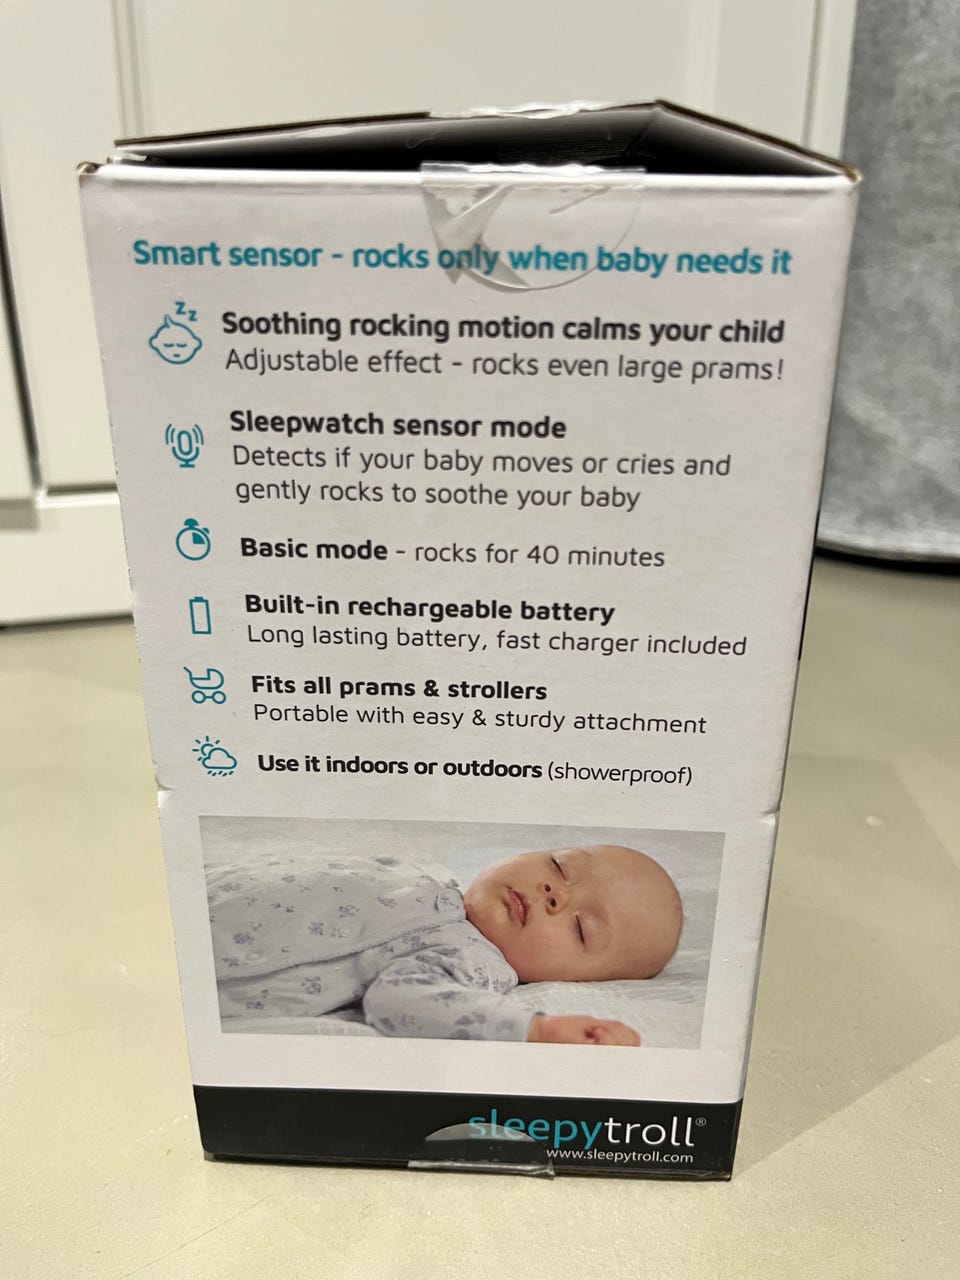 Smart sensor - rocks only when baby needs it
z z
Soothing rocking motion calms your child
Adjustable effect - rocks even large prams!
Sleepwatch sensor mode
Detects if your baby moves or cries and
gently rocks to soothe your baby
Basic mode - rocks for 40 minutes
Built-in rechargeable battery
Long lasting battery, fast charger included
Fits all prams & strollers
Portable with easy & sturdy attachment
Use it indoors or outdoors (showerproof)
sleepytroll®
www.sleepytroll.com